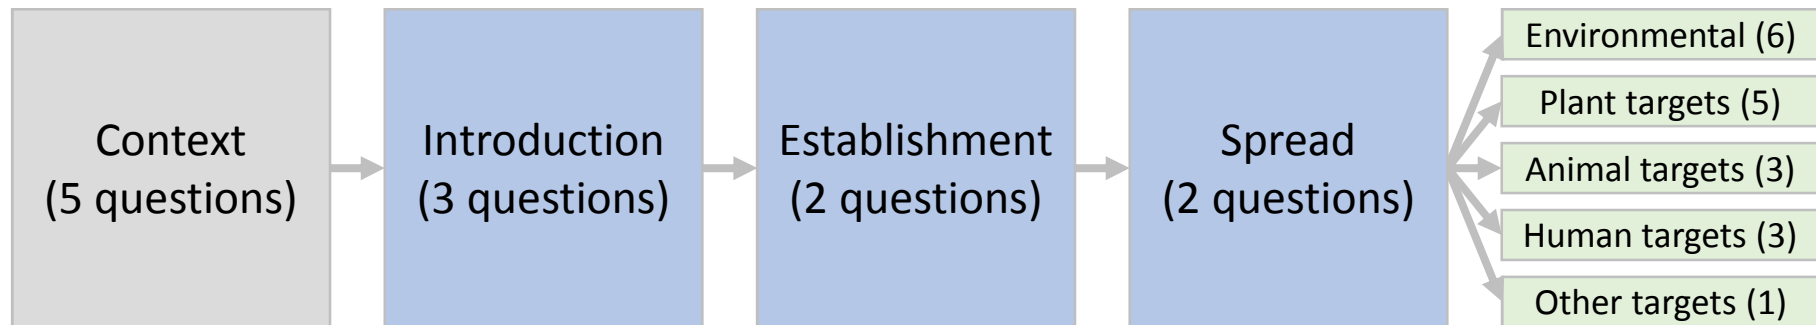 Context
(5 questions)
Introduction
(3 questions)
Establishment
(2 questions)
Spread
(2 questions)
Environmental (6)
Plant targets (5)
Animal targets (3)
Human targets (3)
Other targets (1)